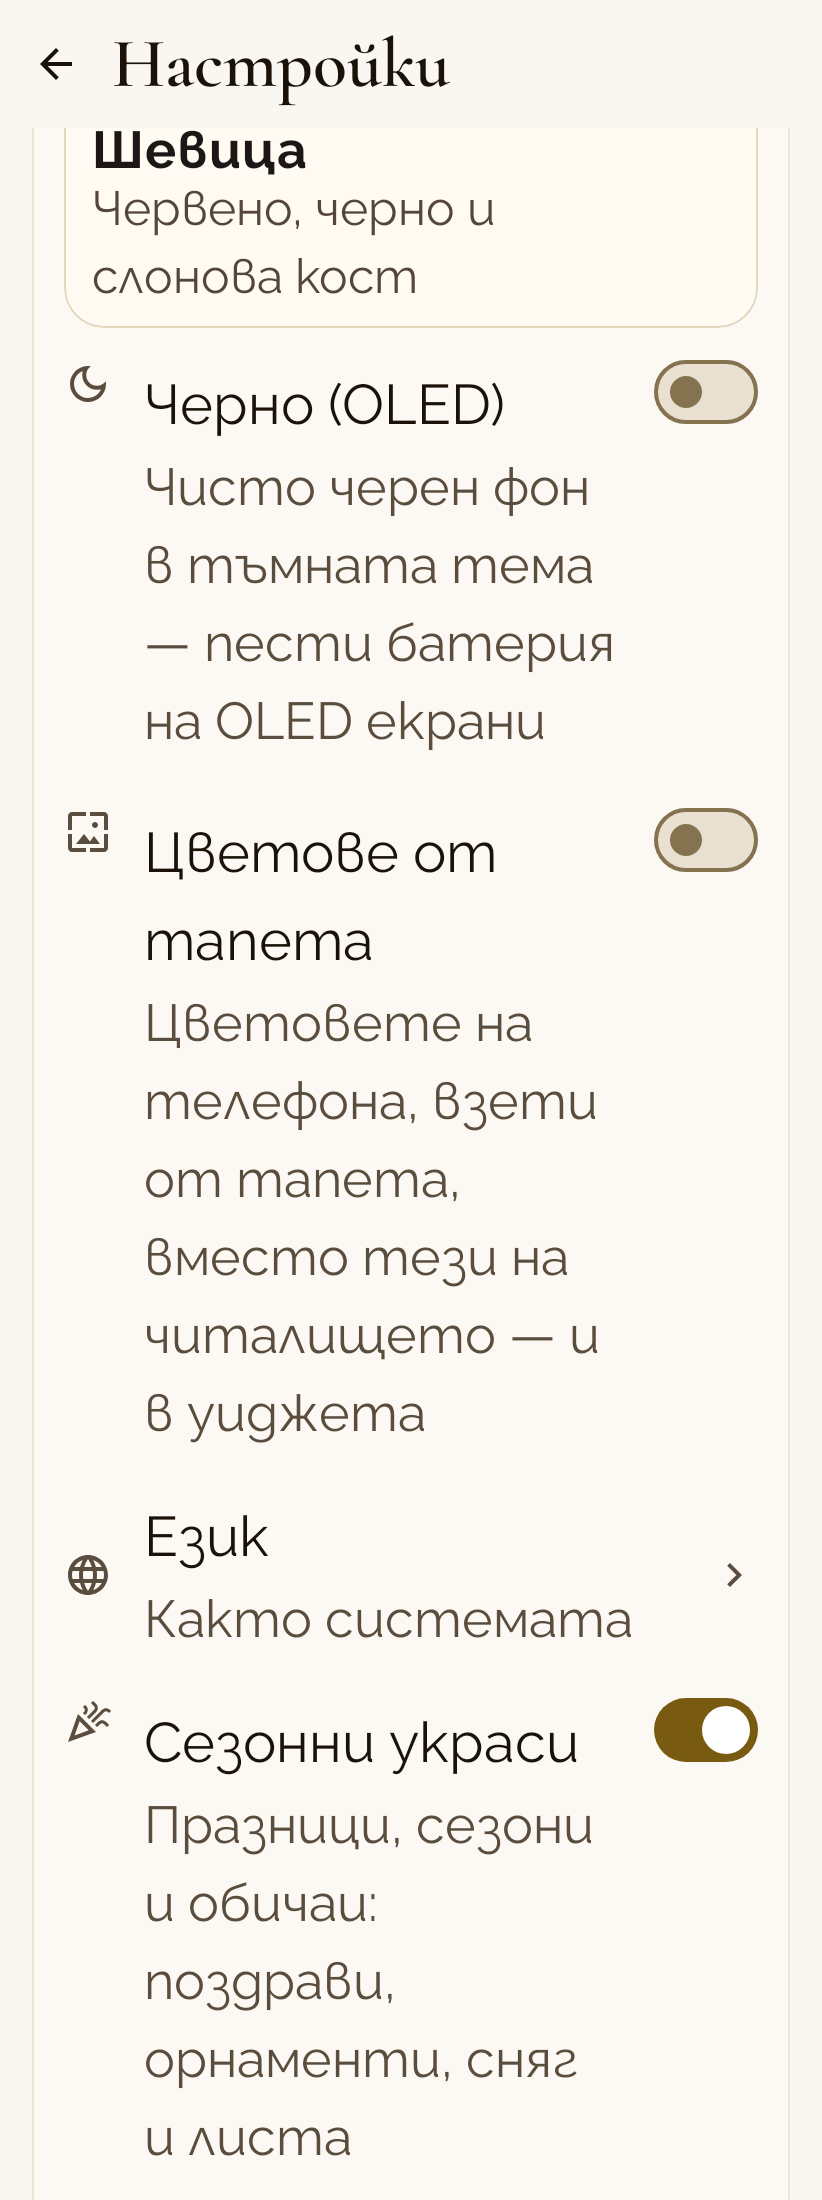 Настройки
Шевица
Червено, черно и
слонова кост
Черно (OLED)
Чисто черен фон
в тъмната тема
— пести батерия
на OLED екрани
Цветове от
тапета
Цветовете на
телефона, взети
от тапета,
вместо тези на
читалището — и
в уиджета
Език
Както системата
Сезонни украси
Празници, сезони
и обичаи:
поздрави,
орнаменти, сняг
и листа